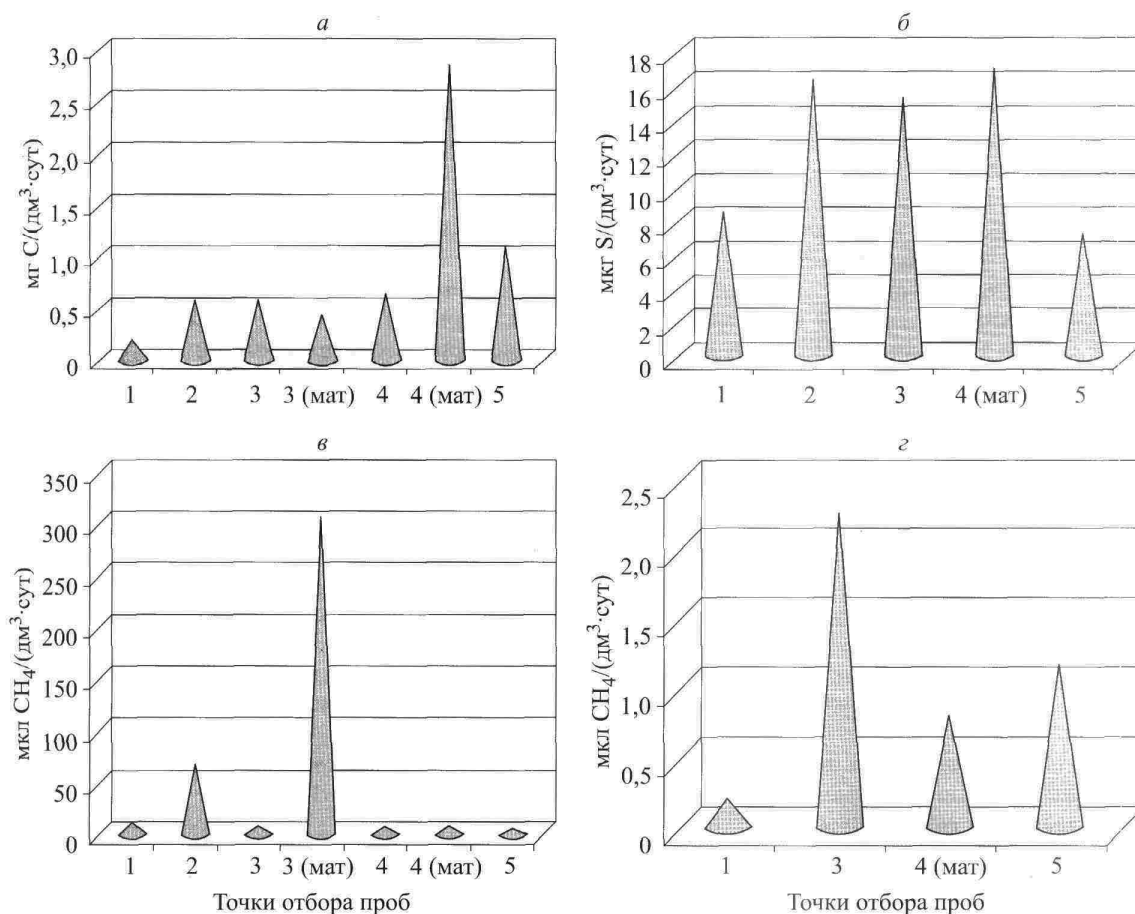 а
мг С/(дм³·сут)
3,0
2,5
2,0
1,5
1,0
0,5
0
1 2 3 3 (мат) 4 4 (мат) 5
б
мкг S/(дм³·сут)
18
16
14
12
10
8
6
4
2
0
1 2 3 4 (мат) 5
в
мкл CH₄/(дм³·сут)
350
300
250
200
150
100
50
0
1 2 3 3 (мат) 4 4 (мат) 5
Точки отбора проб
г
мкл CH₄/(дм³·сут)
2,5
2,0
1,5
1,0
0,5
0
1 3 4 (мат) 5
Точки отбора проб